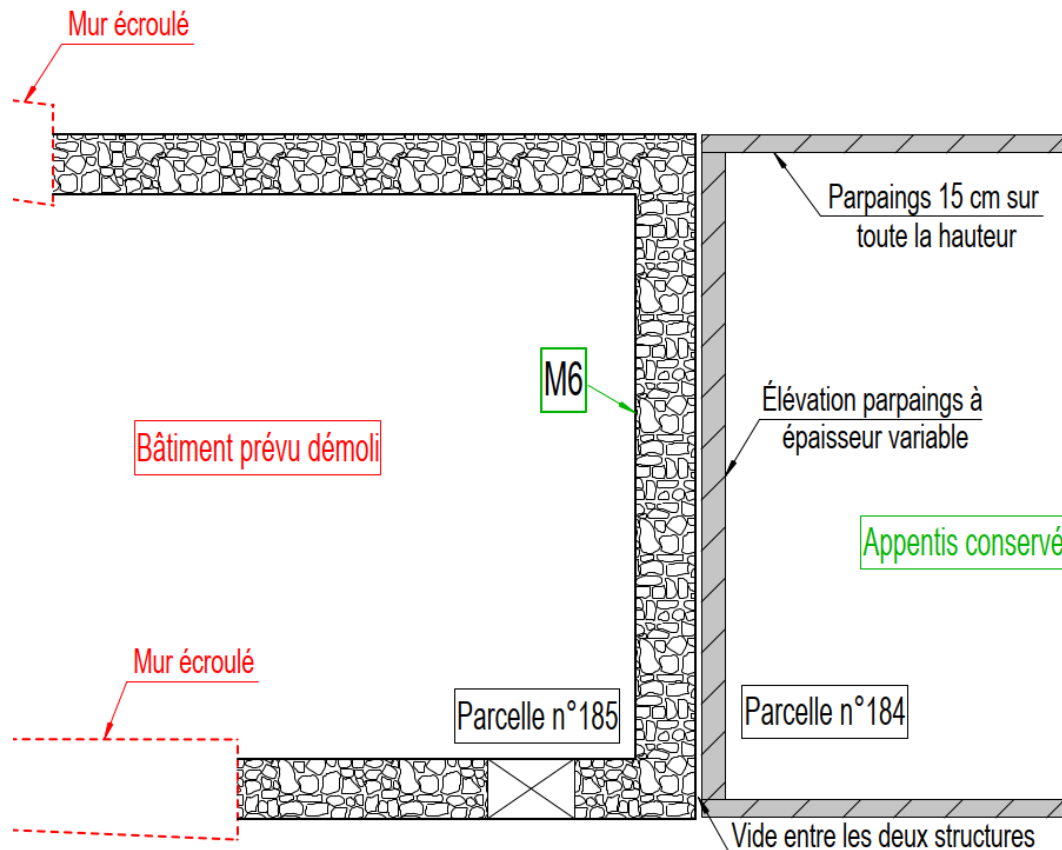 Mur écroulé
Parpaings 15 cm sur
toute la hauteur
M6
Élévation parpaings à
épaisseur variable
Bâtiment prévu démoli
Appentis conservé
Mur écroulé
Parcelle n°185
Parcelle n°184
Vide entre les deux structures